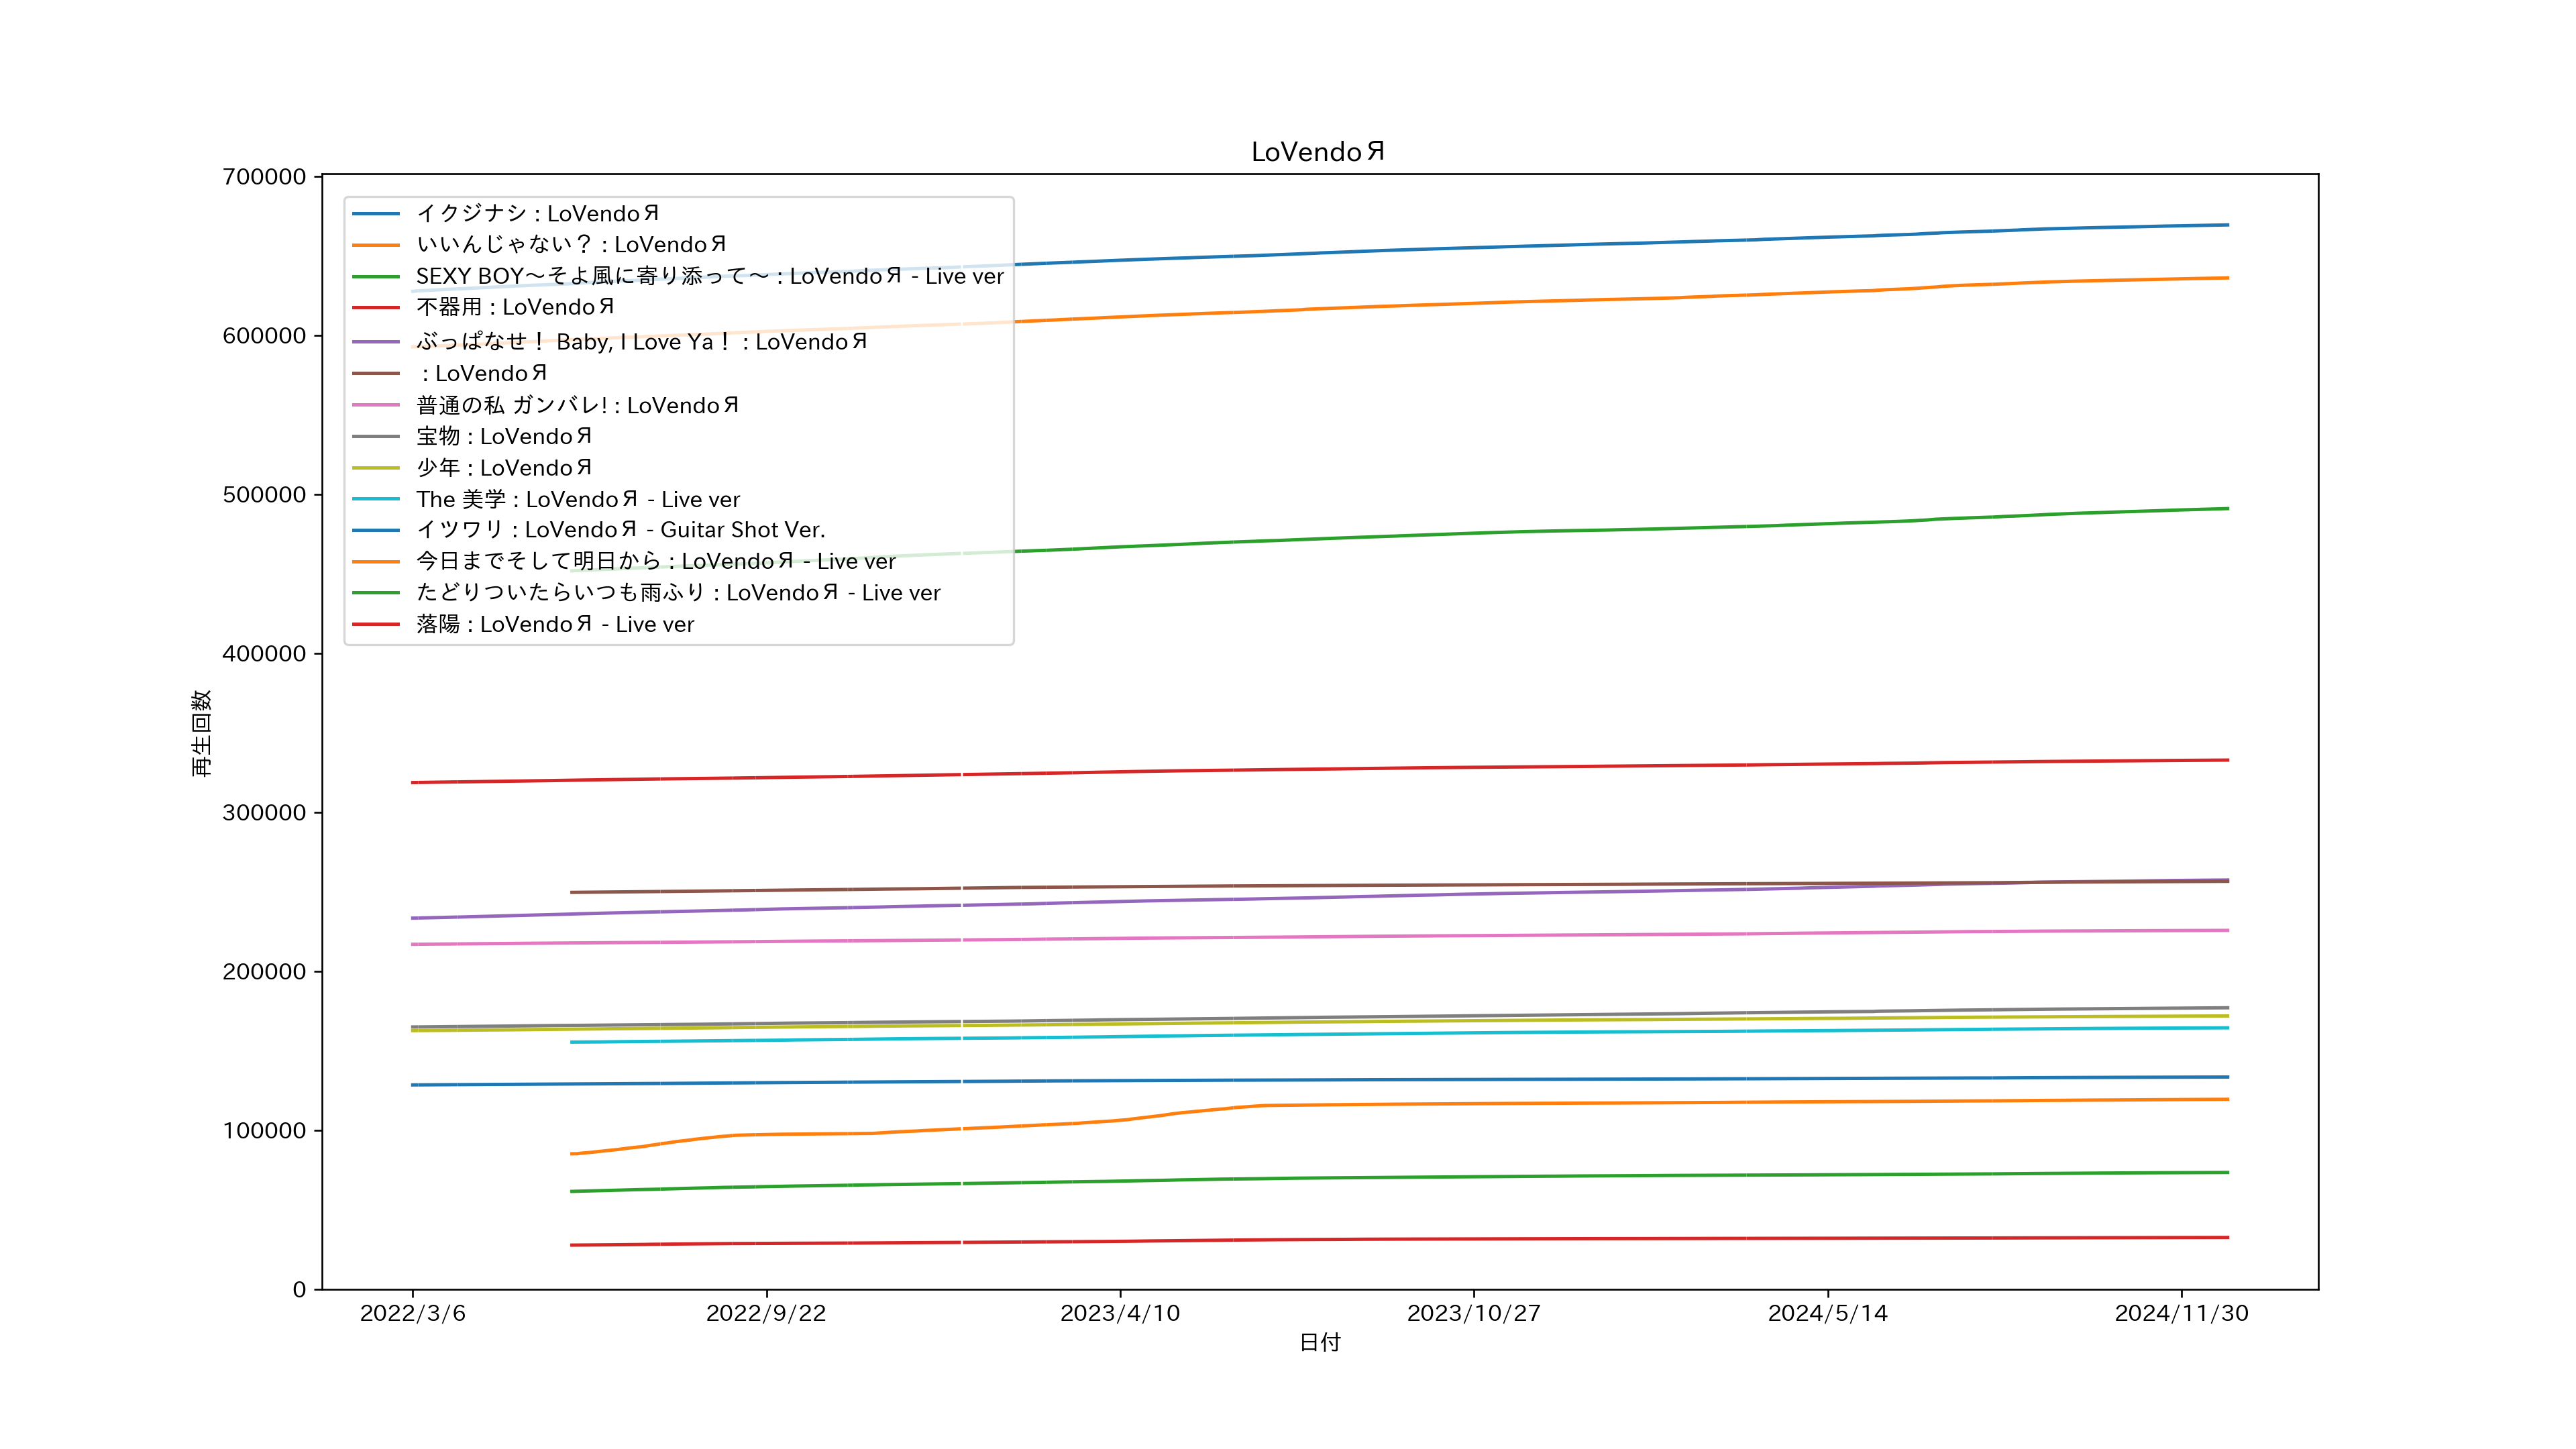 LoVendoЯ
700000
600000
500000
400000
300000
200000
100000
0
再生回数
イクジナシ : LoVendoЯ
いいんじゃない？ : LoVendoЯ
SEXY BOY～そよ風に寄り添って～ : LoVendoЯ - Live ver
不器用 : LoVendoЯ
ぶっぱなせ！ Baby, I Love Ya！ : LoVendoЯ
: LoVendoЯ
普通の私 ガンバレ! : LoVendoЯ
宝物 : LoVendoЯ
少年 : LoVendoЯ
The 美学 : LoVendoЯ - Live ver
イツワリ : LoVendoЯ - Guitar Shot Ver.
今日までそして明日から : LoVendoЯ - Live ver
たどりついたらいつも雨ふり : LoVendoЯ - Live ver
落陽 : LoVendoЯ - Live ver
2022/3/6 2022/9/22 2023/4/10 2023/10/27 2024/5/14 2024/11/30
日付